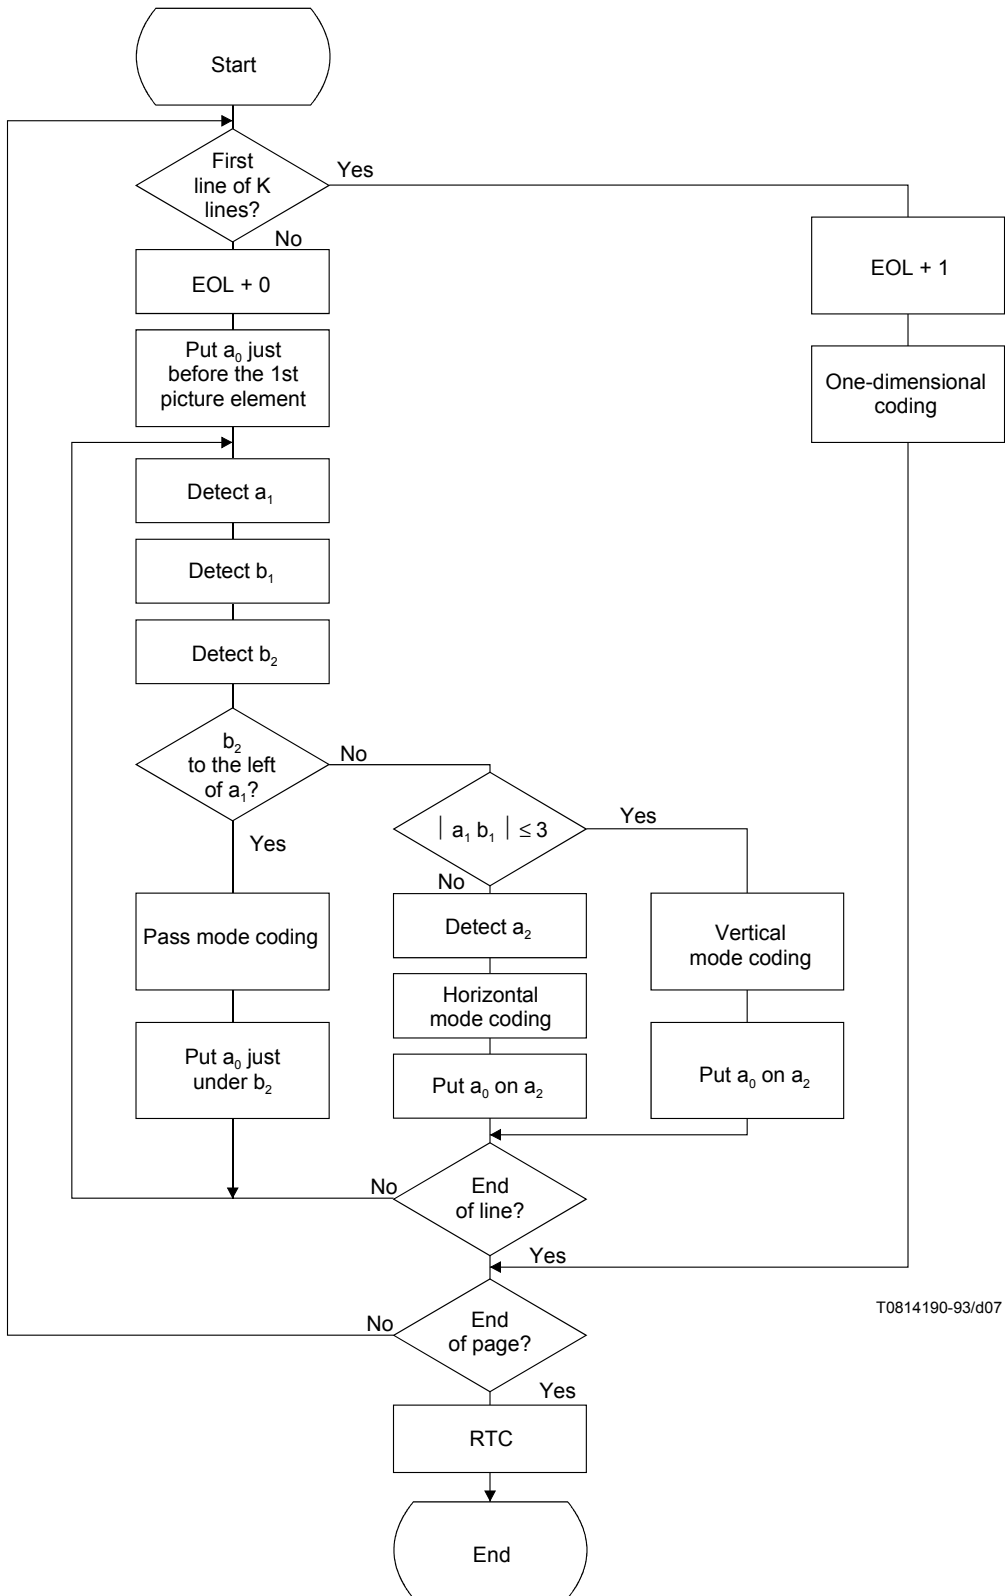 Start
First
line of K
lines?
Yes
No
EOL + 0
EOL + 1
Put a₀ just
before the 1st
picture element
One-dimensional
coding
Detect a₁
Detect b₁
Detect b₂
b₂
to the left
of a₁?
No
Yes
| a₁ b₁ | ≤ 3
Yes
No
Pass mode coding
Detect a₂
Vertical
mode coding
Horizontal
mode coding
Put a₀ just
under b₂
Put a₀ on a₂
Put a₀ on a₂
No
End
of line?
Yes
T0814190-93/d07
No
End
of page?
Yes
RTC
End